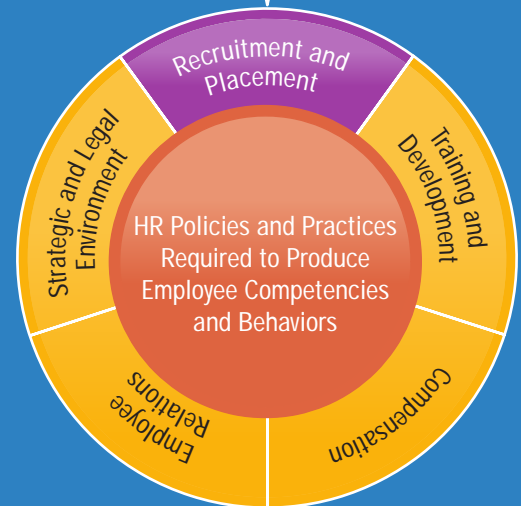 Recruitment and
Placement
Strategic and Legal
Environment
Training and
Development
HR Policies and Practices
Required to Produce
Employee Competencies
and Behaviors
Employee
Relations
Compensation